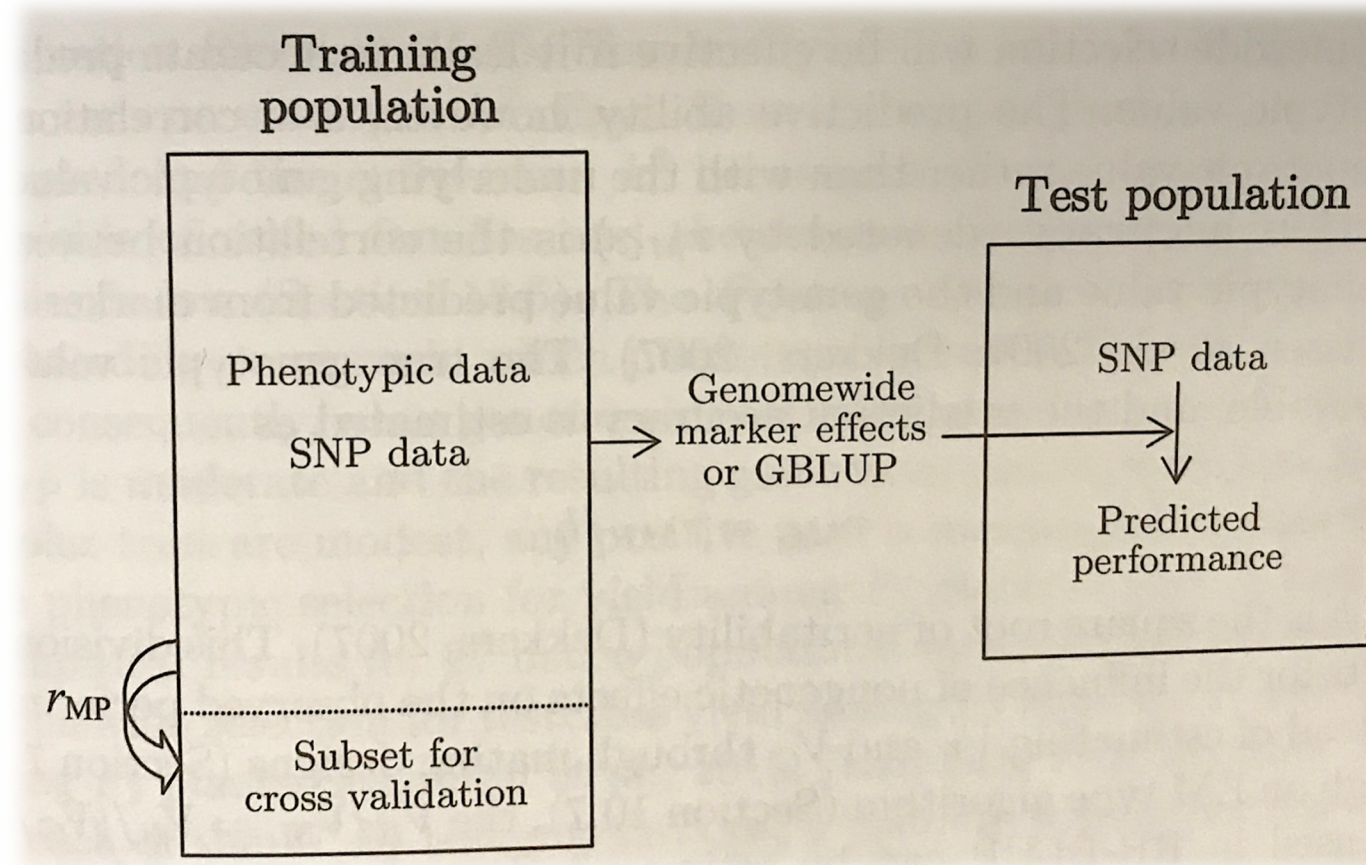 Training
population
Test population
Phenotypic data
SNP data
Genomewide
marker effects
or GBLUP
SNP data
Predicted
performance
rMP
Subset for
cross validation